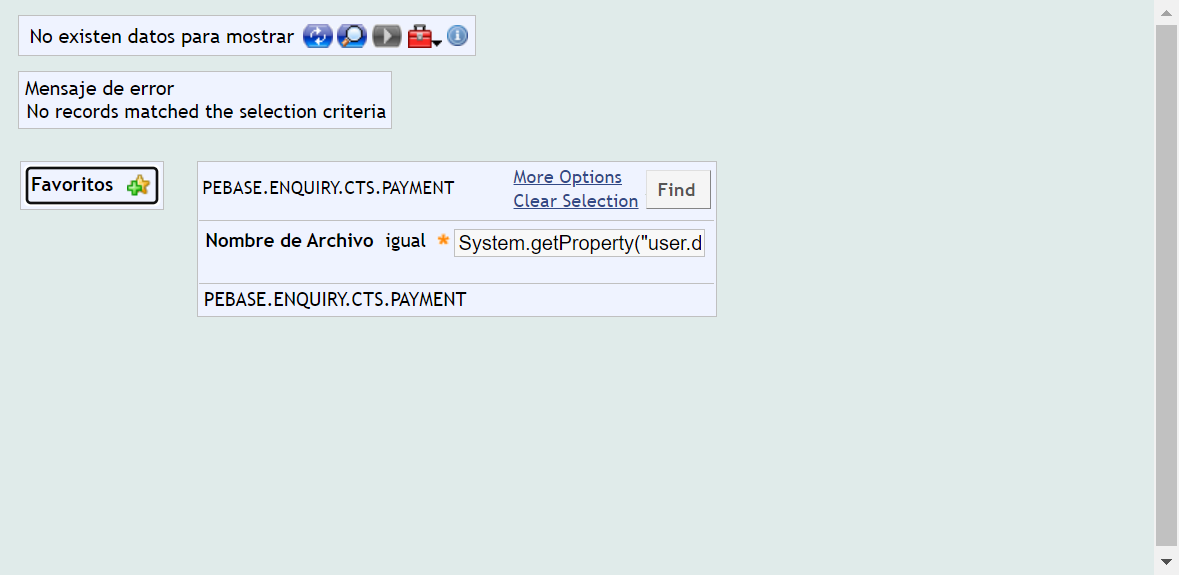 No existen datos para mostrar
Mensaje de error
No records matched the selection criteria
Favoritos
PEBASE.ENQUIRY.CTS.PAYMENT
More Options
Clear Selection
Find
Nombre de Archivo igual * System.getProperty("user.d
PEBASE.ENQUIRY.CTS.PAYMENT